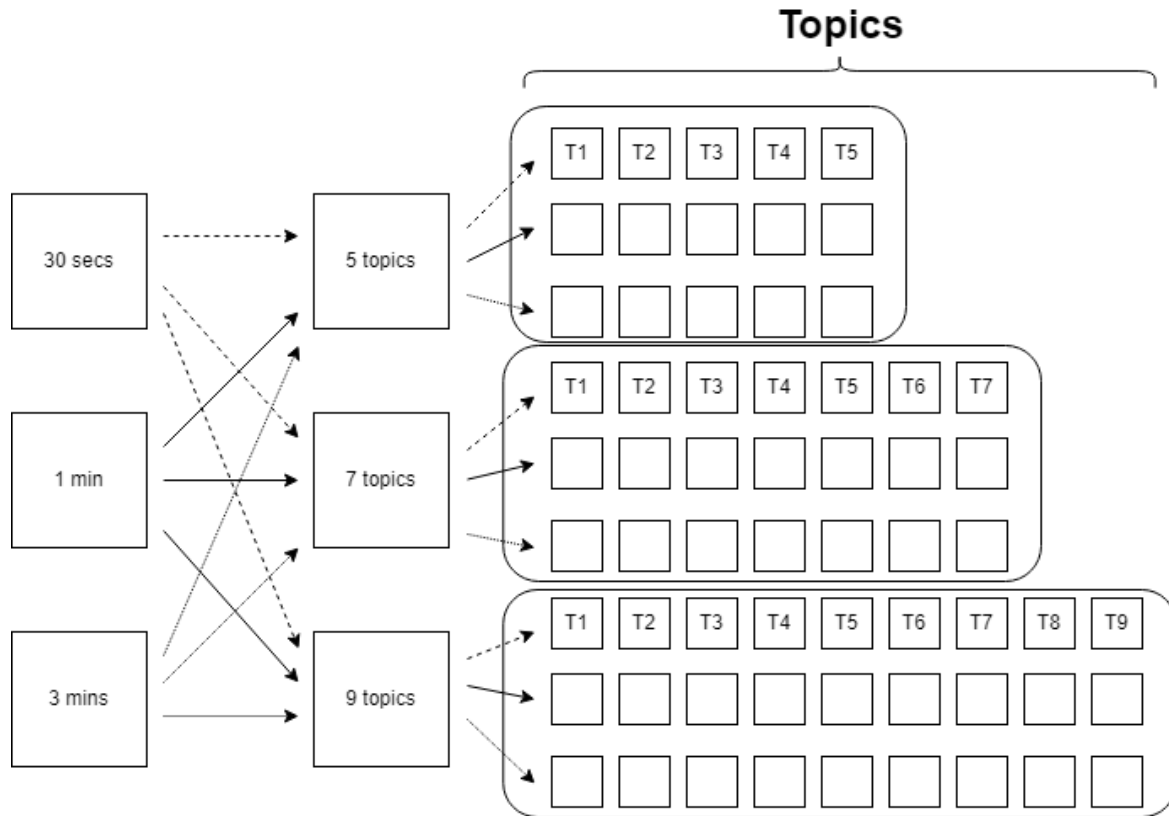 Topics
T1 T2 T3 T4 T5
30 secs
5 topics
T1 T2 T3 T4 T5 T6 T7
1 min
7 topics
T1 T2 T3 T4 T5 T6 T7 T8 T9
3 mins
9 topics